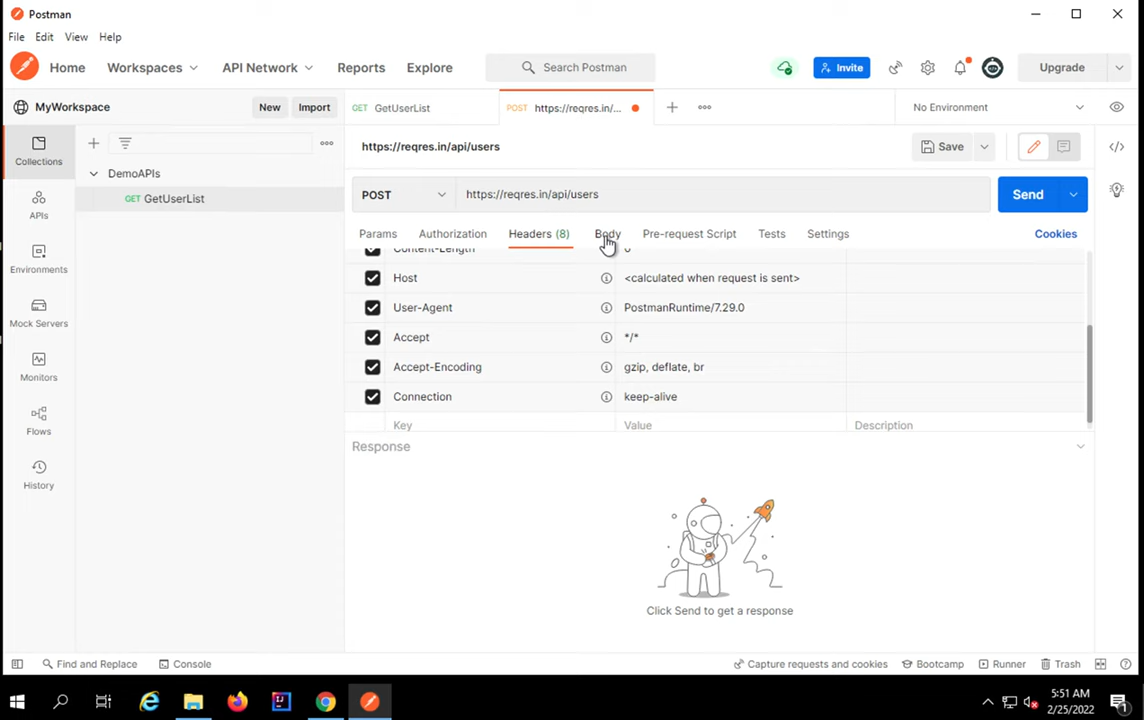 Postman
File Edit View Help
Home Workspaces API Network Reports Explore Search Postman Invite Upgrade
MyWorkspace New Import GET GetUserList POST https://reqres.in/... No Environment
Collections
https://reqres.in/api/users Save
DemoAPIs
GET GetUserList
POST https://reqres.in/api/users Send
APIs
Params Authorization Headers (8) Body Pre-request Script Tests Settings Cookies
Content-Length 0
Environments
Host <calculated when request is sent>
User-Agent PostmanRuntime/7.29.0
Mock Servers
Accept */*
Monitors
Accept-Encoding gzip, deflate, br
Connection keep-alive
Flows
Key Value Description
Response
History
Click Send to get a response
Find and Replace Console Capture requests and cookies Bootcamp Runner Trash
5:51 AM
2/25/2022
1